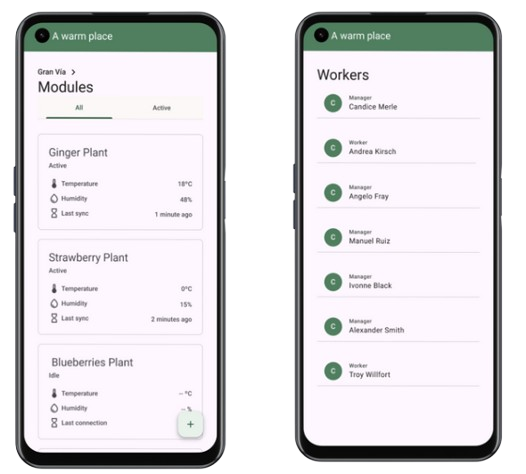 A warm place
Gran Vía >
Modules
All Active
Ginger Plant
Active
Temperature 18°C
Humidity 48%
Last sync 1 minute ago
Strawberry Plant
Active
Temperature 0°C
Humidity 15%
Last sync 2 minutes ago
Blueberries Plant
Idle
Temperature -- °C
Humidity -- %
Last connection
+
A warm place
Workers
C Manager
Candice Merle
C Worker
Andrea Kirsch
C Manager
Angelo Fray
C Manager
Manuel Ruiz
C Manager
Ivonne Black
C Manager
Alexander Smith
C Worker
Troy Willfort